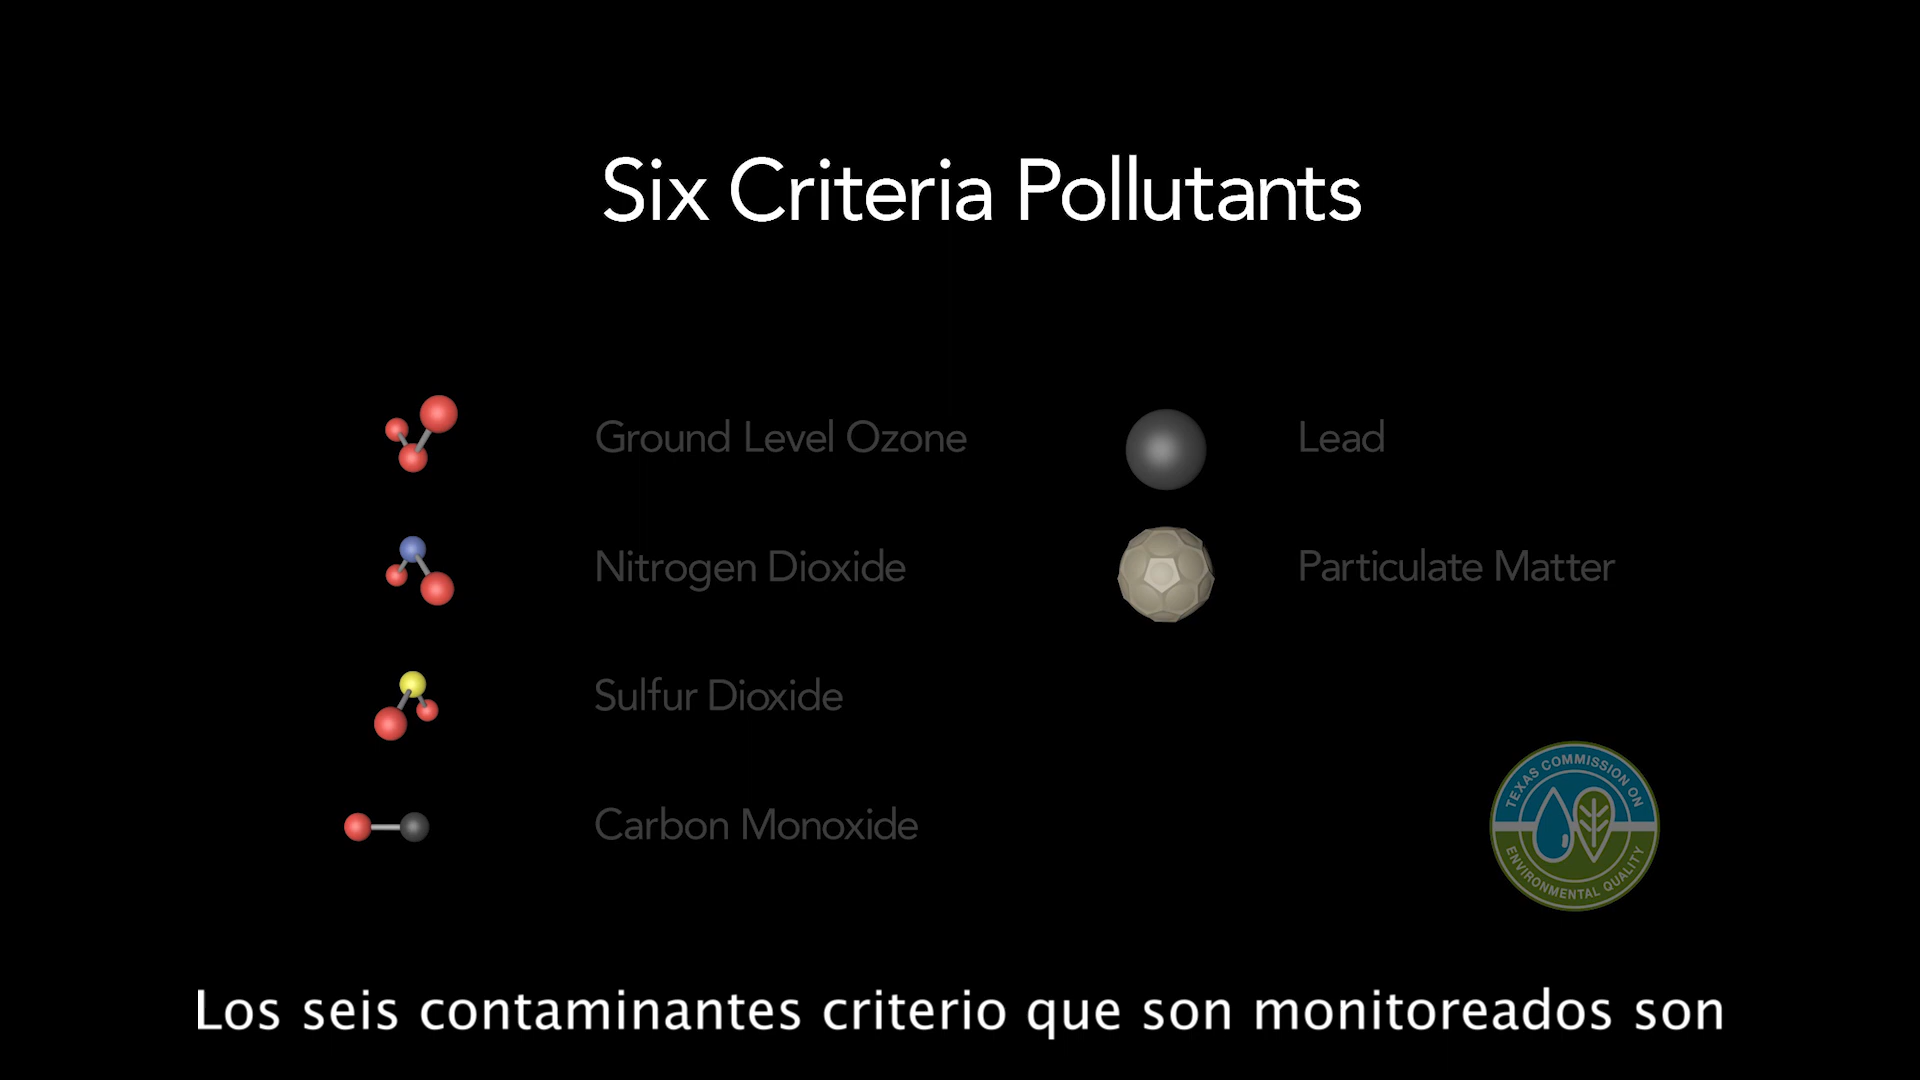 Six Criteria Pollutants
Ground Level Ozone
Nitrogen Dioxide
Sulfur Dioxide
Carbon Monoxide
Lead
Particulate Matter
TEXAS COMMISSION ON
ENVIRONMENTAL QUALITY
Los seis contaminantes criterio que son monitoreados son